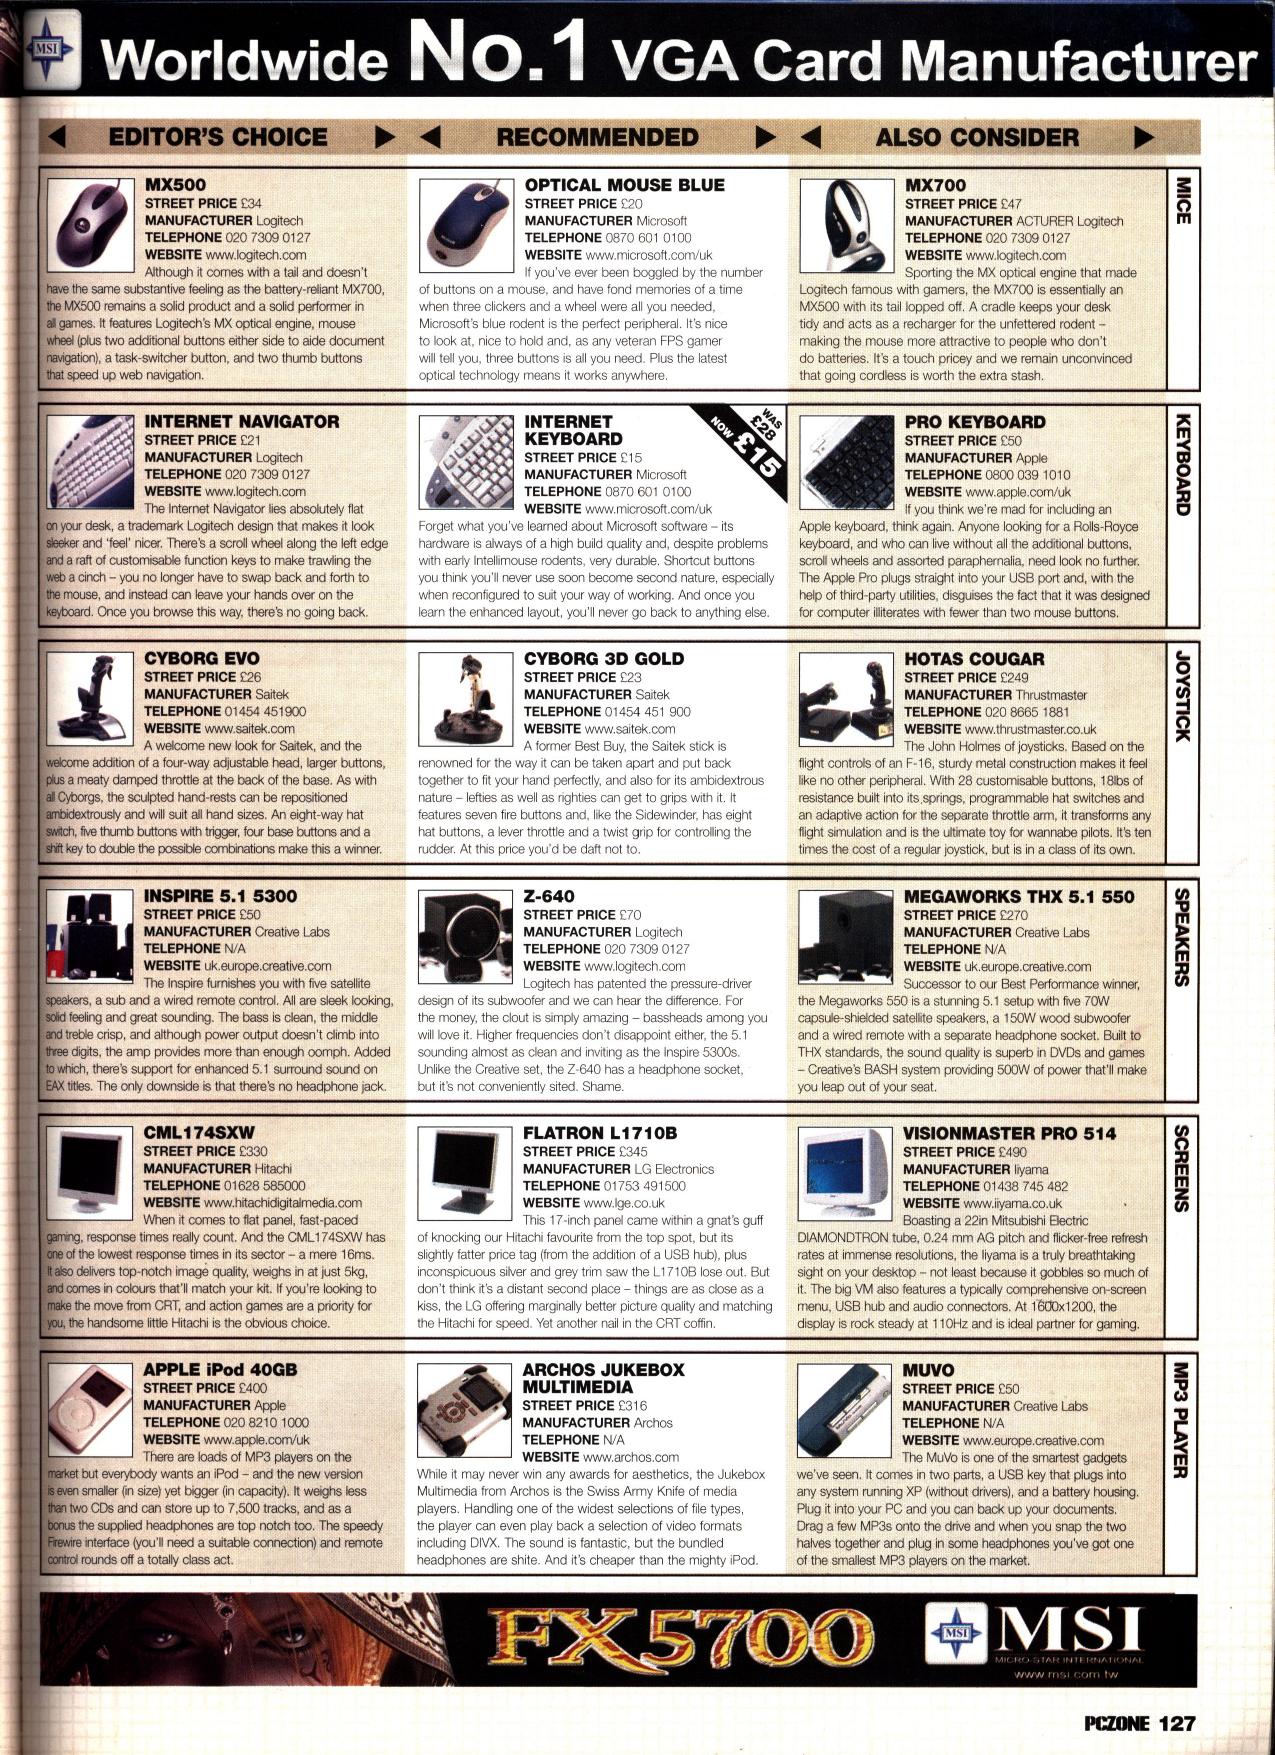 MSI
Worldwide No.1 VGA Card Manufacturer
EDITOR'S CHOICE
RECOMMENDED
ALSO CONSIDER
MICE
MX500
STREET PRICE £34
MANUFACTURER Logitech
TELEPHONE 020 7309 0127
WEBSITE www.logitech.com
Although it comes with a tail and doesn't
have the same substantive feeling as the battery-reliant MX700,
the MX500 remains a solid product and a solid performer in
all games. It features Logitech's MX optical engine, mouse
wheel (plus two additional buttons either side to aide document
navigation), a task-switcher button, and two thumb buttons
that speed up web navigation.
OPTICAL MOUSE BLUE
STREET PRICE £20
MANUFACTURER Microsoft
TELEPHONE 0870 601 0100
WEBSITE www.microsoft.com/uk
If you've ever been boggled by the number
of buttons on a mouse, and have fond memories of a time
when three clickers and a wheel were all you needed,
Microsoft's blue rodent is the perfect peripheral. It's nice
to look at, nice to hold and, as any veteran FPS gamer
will tell you, three buttons is all you need. Plus the latest
optical technology means it works anywhere.
MX700
STREET PRICE £47
MANUFACTURER ACTURER Logitech
TELEPHONE 020 7309 0127
WEBSITE www.logitech.com
Sporting the MX optical engine that made
Logitech famous with gamers, the MX700 is essentially an
MX500 with its tail lopped off. A cradle keeps your desk
tidy and acts as a recharger for the unfettered rodent –
making the mouse more attractive to people who don't
do batteries. It's a touch pricey and we remain unconvinced
that going cordless is worth the extra stash.
KEYBOARD
INTERNET NAVIGATOR
STREET PRICE £21
MANUFACTURER Logitech
TELEPHONE 020 7309 0127
WEBSITE www.logitech.com
The Internet Navigator lies absolutely flat
on your desk, a trademark Logitech design that makes it look
sleeker and 'feel' nicer. There's a scroll wheel along the left edge
and a raft of customisable function keys to make trawling the
web a cinch – you no longer have to swap back and forth to
the mouse, and instead can leave your hands over on the
keyboard. Once you browse this way, there's no going back.
INTERNET
KEYBOARD
STREET PRICE £15
MANUFACTURER Microsoft
TELEPHONE 0870 601 0100
WEBSITE www.microsoft.com/uk
WAS
£28
NOW £15
Forget what you've learned about Microsoft software – its
hardware is always of a high build quality and, despite problems
with early Intellimouse rodents, very durable. Shortcut buttons
you think you'll never use soon become second nature, especially
when reconfigured to suit your way of working. And once you
learn the enhanced layout, you'll never go back to anything else.
PRO KEYBOARD
STREET PRICE £50
MANUFACTURER Apple
TELEPHONE 0800 039 1010
WEBSITE www.apple.com/uk
If you think we're mad for including an
Apple keyboard, think again. Anyone looking for a Rolls-Royce
keyboard, and who can live without all the additional buttons,
scroll wheels and assorted paraphernalia, need look no further.
The Apple Pro plugs straight into your USB port and, with the
help of third-party utilities, disguises the fact that it was designed
for computer illiterates with fewer than two mouse buttons.
JOYSTICK
CYBORG EVO
STREET PRICE £26
MANUFACTURER Saitek
TELEPHONE 01454 451900
WEBSITE www.saitek.com
A welcome new look for Saitek, and the
welcome addition of a four-way adjustable head, larger buttons,
plus a meaty damped throttle at the back of the base. As with
all Cyborgs, the sculpted hand-rests can be repositioned
ambidextrously and will suit all hand sizes. An eight-way hat
switch, five thumb buttons with trigger, four base buttons and a
shift key to double the possible combinations make this a winner.
CYBORG 3D GOLD
STREET PRICE £23
MANUFACTURER Saitek
TELEPHONE 01454 451 900
WEBSITE www.saitek.com
A former Best Buy, the Saitek stick is
renowned for the way it can be taken apart and put back
together to fit your hand perfectly, and also for its ambidextrous
nature – lefties as well as righties can get to grips with it. It
features seven fire buttons and, like the Sidewinder, has eight
hat buttons, a lever throttle and a twist grip for controlling the
rudder. At this price you'd be daft not to.
HOTAS COUGAR
STREET PRICE £249
MANUFACTURER Thrustmaster
TELEPHONE 020 8665 1881
WEBSITE www.thrustmaster.co.uk
The John Holmes of joysticks. Based on the
flight controls of an F-16, sturdy metal construction makes it feel
like no other peripheral. With 28 customisable buttons, 18lbs of
resistance built into its springs, programmable hat switches and
an adaptive action for the separate throttle arm, it transforms any
flight simulation and is the ultimate toy for wannabe pilots. It's ten
times the cost of a regular joystick, but is in a class of its own.
SPEAKERS
INSPIRE 5.1 5300
STREET PRICE £50
MANUFACTURER Creative Labs
TELEPHONE N/A
WEBSITE uk.europe.creative.com
The Inspire furnishes you with five satellite
speakers, a sub and a wired remote control. All are sleek looking,
solid feeling and great sounding. The bass is clean, the middle
and treble crisp, and although power output doesn't climb into
three digits, the amp provides more than enough oomph. Added
to which, there's support for enhanced 5.1 surround sound on
EAX titles. The only downside is that there's no headphone jack.
Z-640
STREET PRICE £70
MANUFACTURER Logitech
TELEPHONE 020 7309 0127
WEBSITE www.logitech.com
Logitech has patented the pressure-driver
design of its subwoofer and we can hear the difference. For
the money, the clout is simply amazing – bassheads among you
will love it. Higher frequencies don't disappoint either, the 5.1
sounding almost as clean and inviting as the Inspire 5300s.
Unlike the Creative set, the Z-640 has a headphone socket,
but it's not conveniently sited. Shame.
MEGAWORKS THX 5.1 550
STREET PRICE £270
MANUFACTURER Creative Labs
TELEPHONE N/A
WEBSITE uk.europe.creative.com
Successor to our Best Performance winner,
the Megaworks 550 is a stunning 5.1 setup with five 70W
capsule-shielded satellite speakers, a 150W wood subwoofer
and a wired remote with a separate headphone socket. Built to
THX standards, the sound quality is superb in DVDs and games
– Creative's BASH system providing 500W of power that'll make
you leap out of your seat.
SCREENS
CML174SXW
STREET PRICE £330
MANUFACTURER Hitachi
TELEPHONE 01628 585000
WEBSITE www.hitachidigitalmedia.com
When it comes to flat panel, fast-paced
gaming, response times really count. And the CML174SXW has
one of the lowest response times in its sector – a mere 16ms.
It also delivers top-notch image quality, weighs in at just 5kg,
and comes in colours that'll match your kit. If you're looking to
make the move from CRT, and action games are a priority for
you, the handsome little Hitachi is the obvious choice.
FLATRON L1710B
STREET PRICE £345
MANUFACTURER LG Electronics
TELEPHONE 01753 491500
WEBSITE www.lge.co.uk
This 17-inch panel came within a gnat's guff
of knocking our Hitachi favourite from the top spot, but its
slightly fatter price tag (from the addition of a USB hub), plus
inconspicuous silver and grey trim saw the L1710B lose out. But
don't think it's a distant second place – things are as close as a
kiss, the LG offering marginally better picture quality and matching
the Hitachi for speed. Yet another nail in the CRT coffin.
VISIONMASTER PRO 514
STREET PRICE £490
MANUFACTURER Iiyama
TELEPHONE 01438 745 482
WEBSITE www.iiyama.co.uk
Boasting a 22in Mitsubishi Electric
DIAMONDTRON tube, 0.24 mm AG pitch and flicker-free refresh
rates at immense resolutions, the Iiyama is a truly breathtaking
sight on your desktop – not least because it gobbles so much of
it. The big VM also features a typically comprehensive on-screen
menu, USB hub and audio connectors. At 1600x1200, the
display is rock steady at 110Hz and is ideal partner for gaming.
MP3 PLAYER
APPLE iPod 40GB
STREET PRICE £400
MANUFACTURER Apple
TELEPHONE 020 8210 1000
WEBSITE www.apple.com/uk
There are loads of MP3 players on the
market but everybody wants an iPod – and the new version
is even smaller (in size) yet bigger (in capacity). It weighs less
than two CDs and can store up to 7,500 tracks, and as a
bonus the supplied headphones are top notch too. The speedy
Firewire interface (you'll need a suitable connection) and remote
control rounds off a totally class act.
ARCHOS JUKEBOX
MULTIMEDIA
STREET PRICE £316
MANUFACTURER Archos
TELEPHONE N/A
WEBSITE www.archos.com
While it may never win any awards for aesthetics, the Jukebox
Multimedia from Archos is the Swiss Army Knife of media
players. Handling one of the widest selections of file types,
the player can even play back a selection of video formats
including DIVX. The sound is fantastic, but the bundled
headphones are shite. And it's cheaper than the mighty iPod.
MUVO
STREET PRICE £50
MANUFACTURER Creative Labs
TELEPHONE N/A
WEBSITE www.europe.creative.com
The MuVo is one of the smartest gadgets
we've seen. It comes in two parts, a USB key that plugs into
any system running XP (without drivers), and a battery housing.
Plug it into your PC and you can back up your documents.
Drag a few MP3s onto the drive and when you snap the two
halves together and plug in some headphones you've got one
of the smallest MP3 players on the market.
FX5700
MSI
MSI
MICRO-STAR INTERNATIONAL
www.msi.com.tw
PCZONE 127